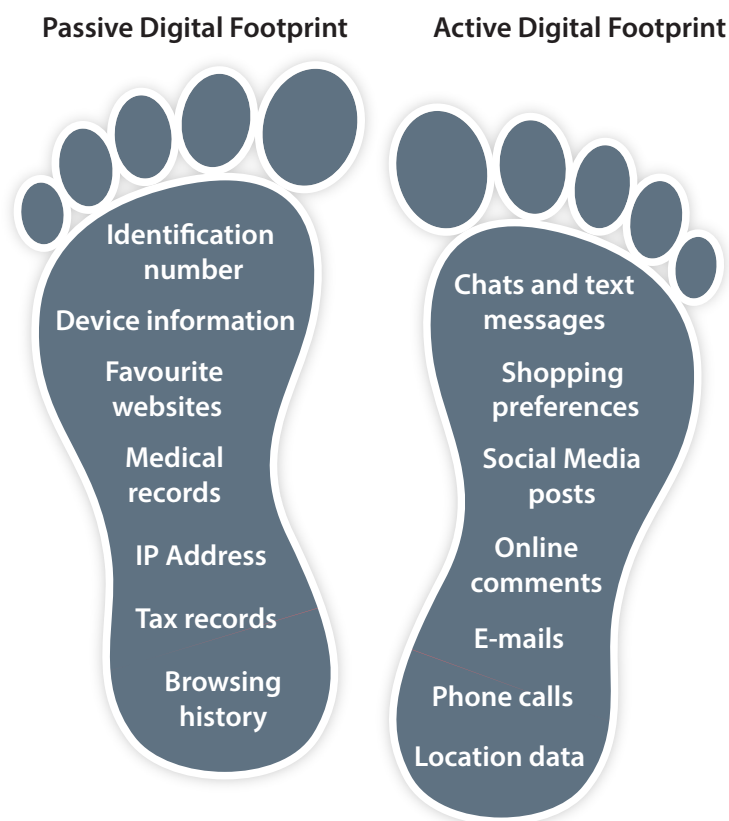 Passive Digital Footprint
Identification
number
Device information
Favourite
websites
Medical
records
IP Address
Tax records
Browsing
history
Active Digital Footprint
Chats and text
messages
Shopping
preferences
Social Media
posts
Online
comments
E-mails
Phone calls
Location data